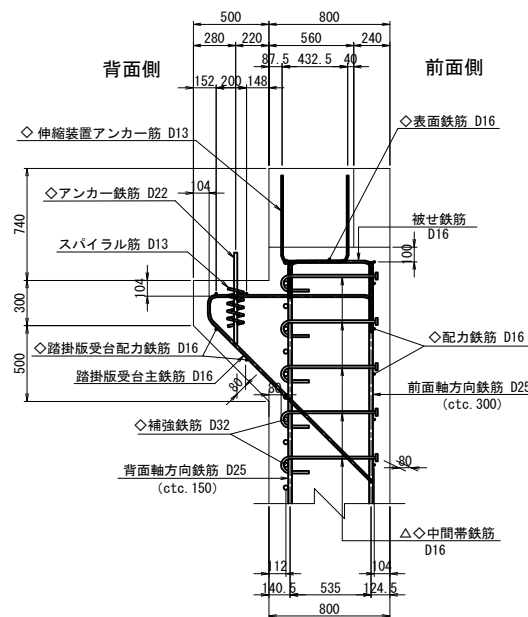 500
800
280
220
560
240
87.5
432.5
40
152
200
148
背面側
前面側
◇表面鉄筋 D16
◇伸縮装置アンカー筋 D13
104
740
◇アンカー鉄筋 D22
被せ鉄筋
D16
100
スパイラル筋 D13
104
300
◇踏掛版受台配力鉄筋 D16
◇配力鉄筋 D16
500
踏掛版受台主鉄筋 D16
80
80
前面軸方向鉄筋 D25
(ctc.300)
◇補強鉄筋 D32
背面軸方向鉄筋 D25
(ctc.150)
80
△◇中間帯鉄筋
D16
112
104
140.5
535
124.5
800